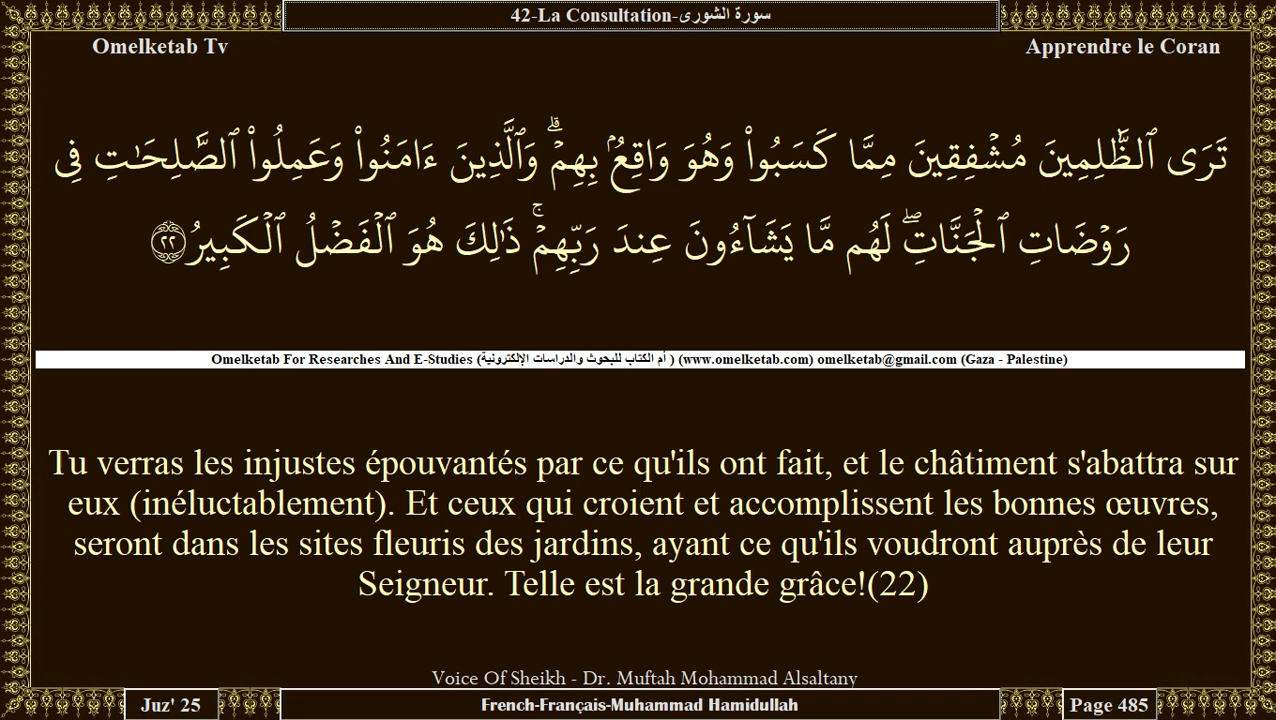 42-La Consultation-سورة الشورى
Omelketab Tv
Apprendre le Coran
تَرَى ٱلظَّٰلِمِينَ مُشۡفِقِينَ مِمَّا كَسَبُواْ وَهُوَ وَاقِعُۢ بِهِمۡۗ وَٱلَّذِينَ ءَامَنُواْ وَعَمِلُواْ ٱلصَّٰلِحَٰتِ فِي
رَوۡضَاتِ ٱلۡجَنَّاتِۖ لَهُم مَّا يَشَآءُونَ عِندَ رَبِّهِمۡۚ ذَٰلِكَ هُوَ ٱلۡفَضۡلُ ٱلۡكَبِيرُ ٢٢
Omelketab For Researches And E-Studies (أم الكتاب للبحوث والدراسات الإلكترونية ) (www.omelketab.com) omelketab@gmail.com (Gaza - Palestine)
Tu verras les injustes épouvantés par ce qu'ils ont fait, et le châtiment s'abattra sur
eux (inéluctablement). Et ceux qui croient et accomplissent les bonnes œuvres,
seront dans les sites fleuris des jardins, ayant ce qu'ils voudront auprès de leur
Seigneur. Telle est la grande grâce!(22)
Voice Of Sheikh - Dr. Muftah Mohammad Alsaltany
Juz' 25
French-Français-Muhammad Hamidullah
Page 485